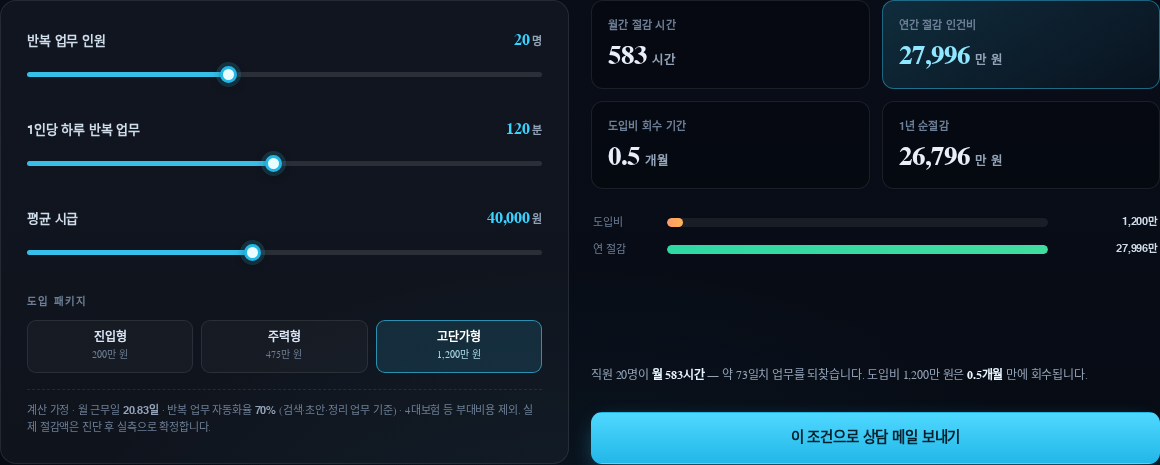 반복 업무 인원
20명
1인당 하루 반복 업무
120분
평균 시급
40,000원
도입 패키지
진입형
200만 원
주력형
475만 원
고단가형
1,200만 원
계산 가정 · 월 근무일 20.83일 · 반복 업무 자동화율 70% (검색·초안·정리 업무 기준) · 4대보험 등 부대비용 제외. 실
제 절감액은 진단 후 실측으로 확정합니다.
월간 절감 시간
583 시간
연간 절감 인건비
27,996 만 원
도입비 회수 기간
0.5 개월
1년 순절감
26,796 만 원
도입비
1,200만
연 절감
27,996만
직원 20명이 월 583시간 — 약 73일치 업무를 되찾습니다. 도입비 1,200만 원은 0.5개월 만에 회수됩니다.
이 조건으로 상담 메일 보내기